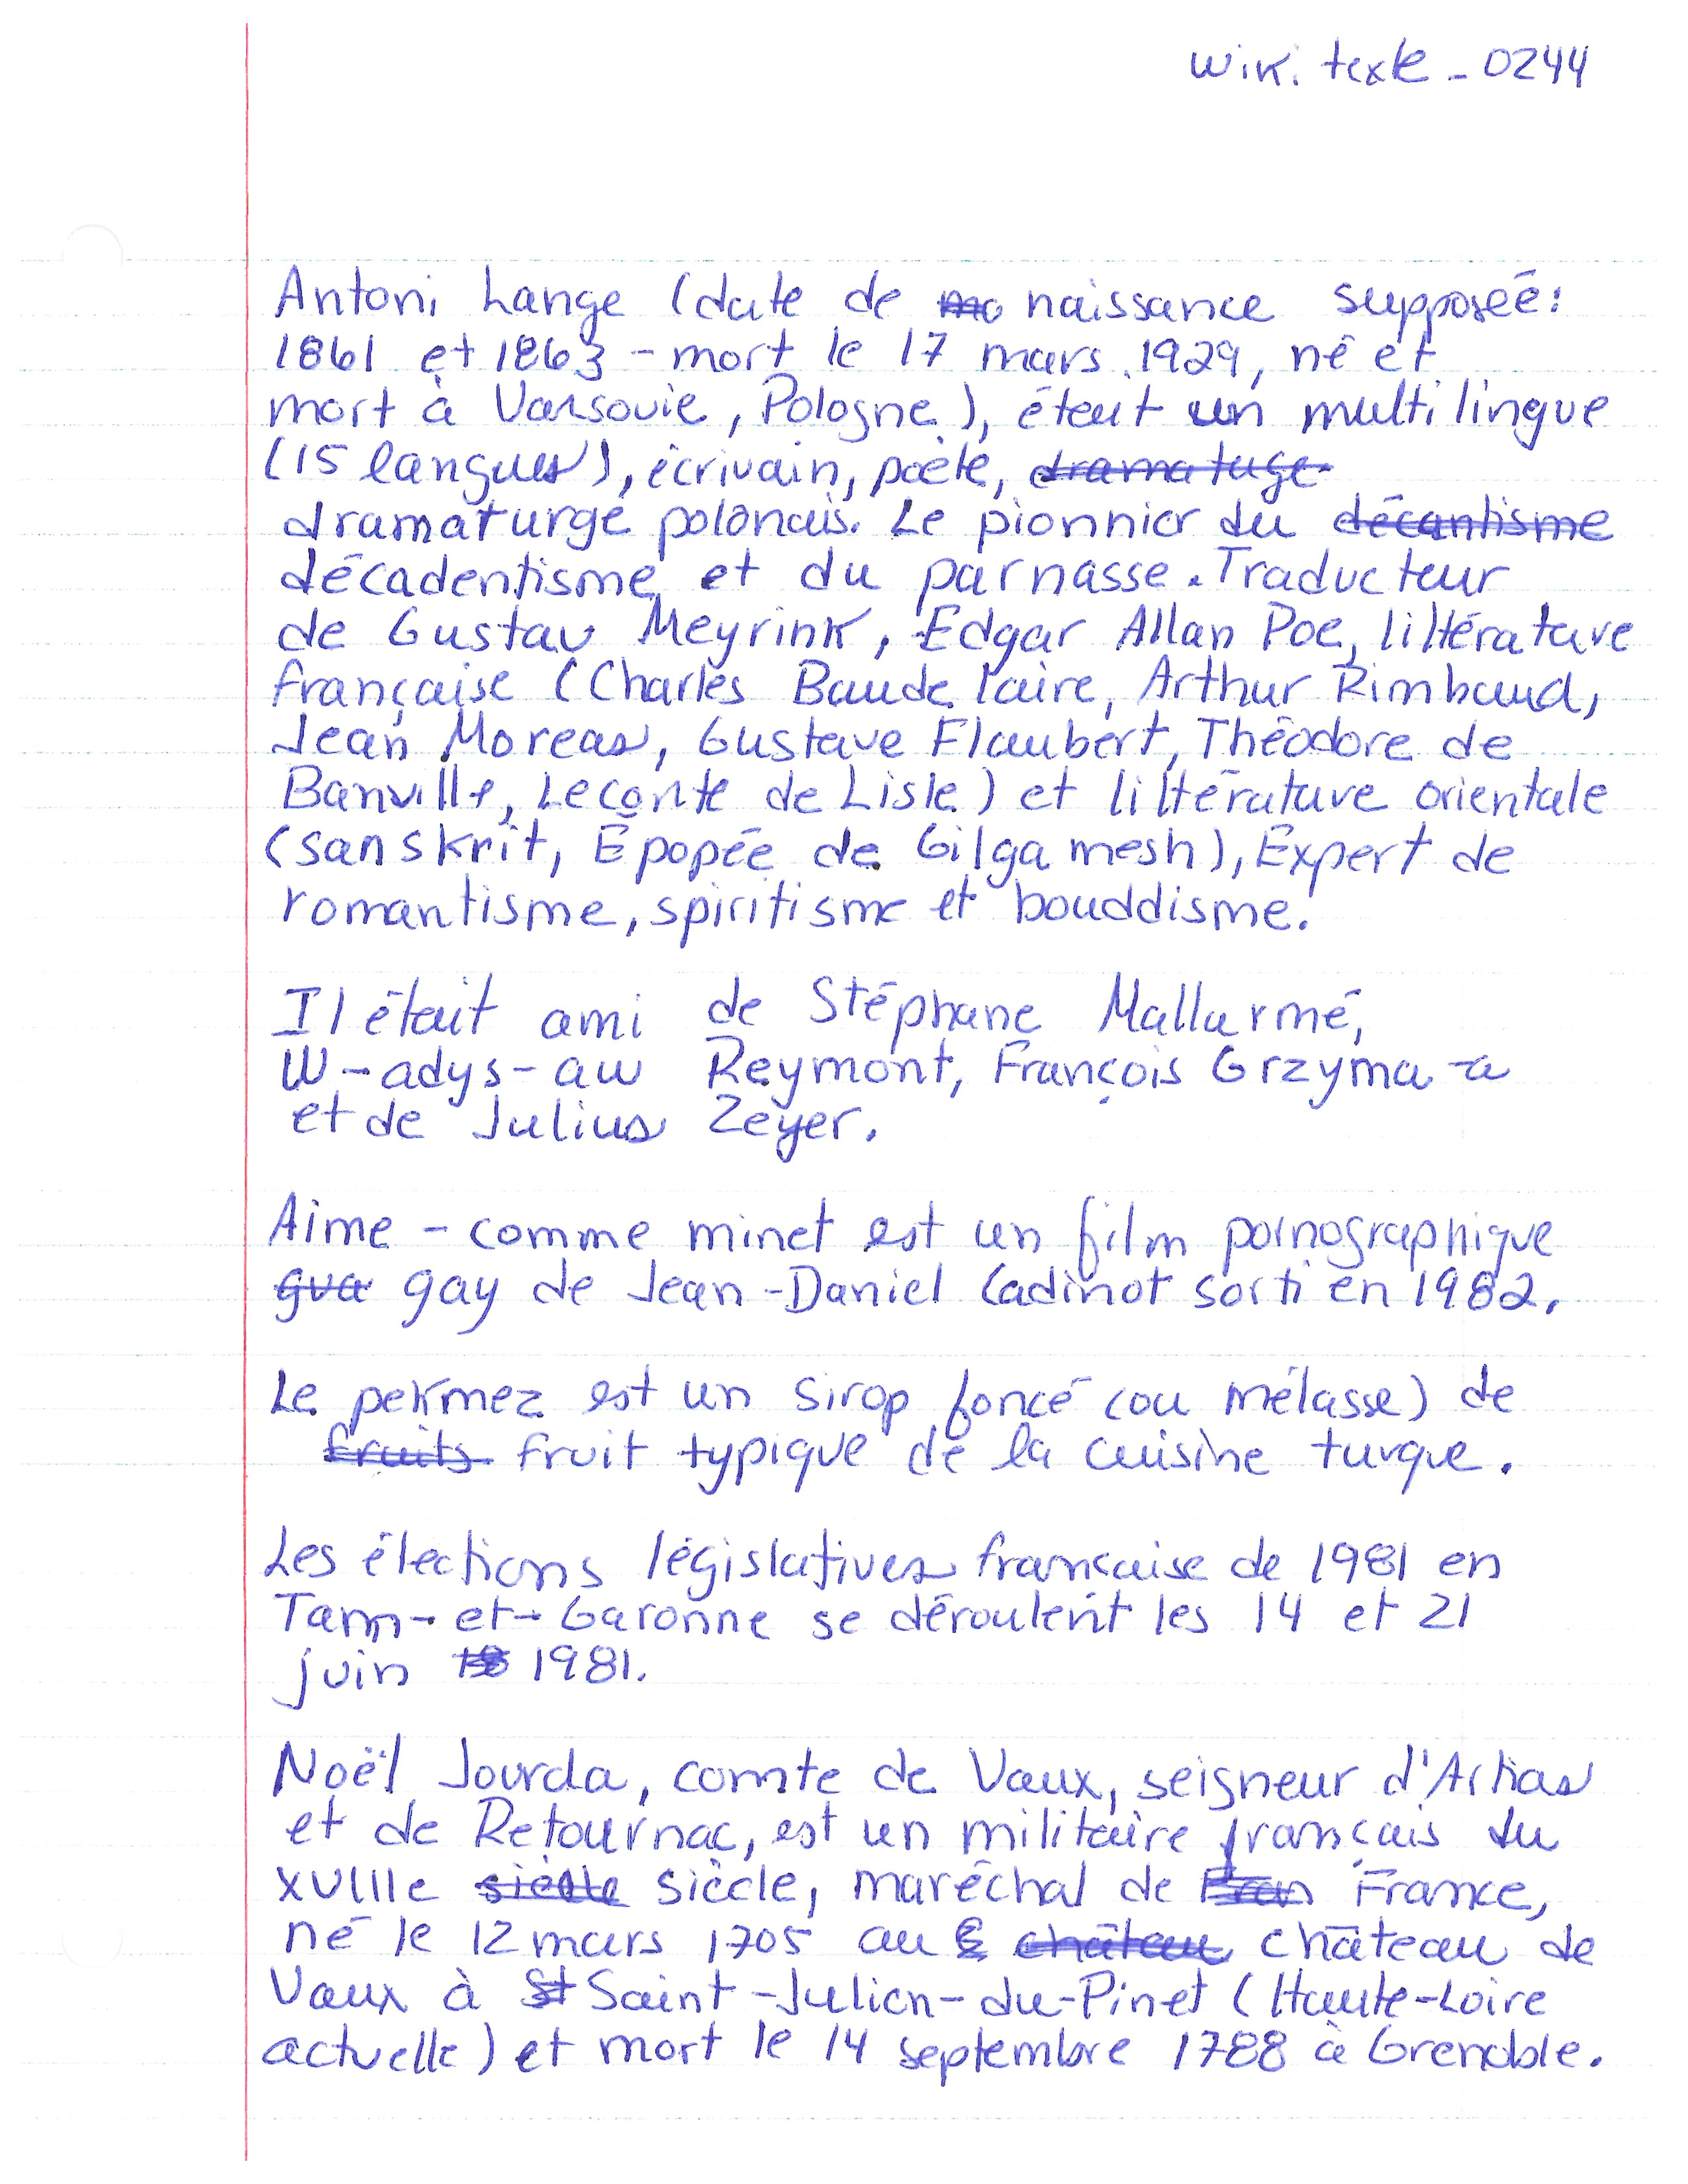 Wiki texte - 0244
Antoni Lange (date de mo naissance supposée:
1861 et 1863 - mort le 17 mars 1929, né et
mort à Varsovie, Pologne), était un multilingue
(15 langues), écrivain, poète, dramatuge
dramaturge polonais. Le pionnier du décantisme
décadentisme et du parnasse. Traducteur
de Gustav Meyrink, Edgar Allan Poe, littérature
française (Charles Baudelaire, Arthur Rimbaud,
Jean Moreas, Gustave Flaubert, Théodore de
Banville, Leconte de Lisle) et littérature orientale
(sanskrit, Épopée de Gilgamesh), Expert de
romantisme, spiritisme et bouddisme.
Il était ami de Stéphane Mallarmé,
W-adys-aw Reymont, François Grzyma-a
et de Julius Zeyer.
Aime - comme minet est un film pornographique
gua gay de Jean-Daniel Cadinot sorti en 1982.
Le pekmez est un sirop foncé (ou mélasse) de
fruits fruit typique de la cuisine turque.
Les élections législatives française de 1981 en
Tarn-et-Garonne se déroulent les 14 et 21
juin 1981.
Noël Jourda, comte de Vaux, seigneur d'Artias
et de Retournac, est un militaire français du
XVIIIe siècle, maréchal de Fran France,
né le 12 mars 1705 au château château de
Vaux à St Saint-Julien-du-Pinet (Haute-Loire
actuelle) et mort le 14 septembre 1788 à Grenoble.